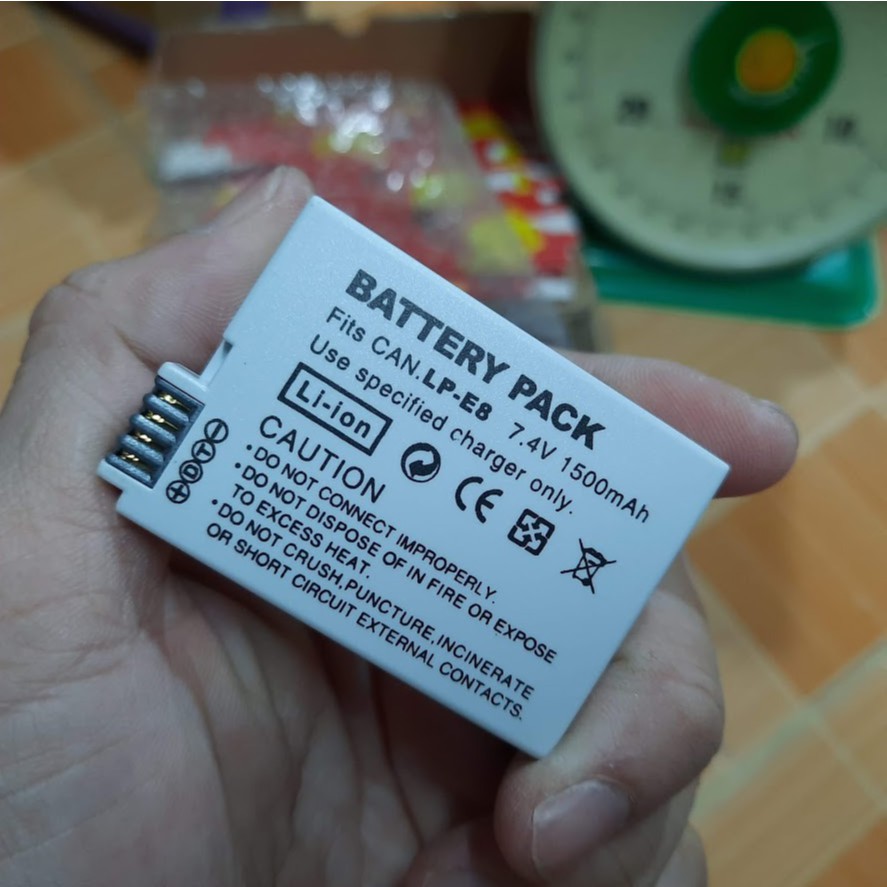 BATTERY PACK
Fits CAN.LP-E8 7.4V 1500mAh
Use specified charger only.
Li-ion
CE
CAUTION
·DO NOT CONNECT IMPROPERLY.
·DO NOT DISPOSE OF IN FIRE OR EXPOSE
TO EXCESS HEAT.
·DO NOT CRUSH,PUNCTURE,INCINERATE
OR SHORT CIRCUIT EXTERNAL CONTACTS.
⊖ⓉⒹ⊕